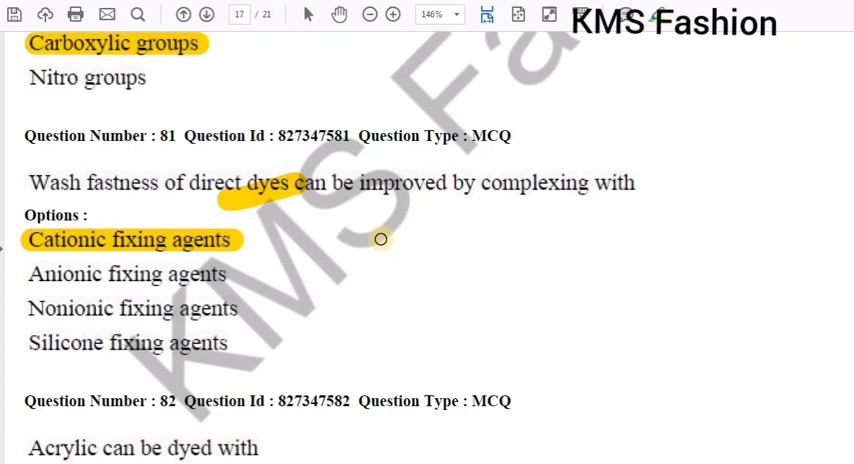 17 / 21
146%
KMS Fashion
Carboxylic groups
Nitro groups
Question Number : 81 Question Id : 827347581 Question Type : MCQ
Wash fastness of direct dyes can be improved by complexing with
Options :
Cationic fixing agents
Anionic fixing agents
Nonionic fixing agents
Silicone fixing agents
Question Number : 82 Question Id : 827347582 Question Type : MCQ
Acrylic can be dyed with
KMS Fa